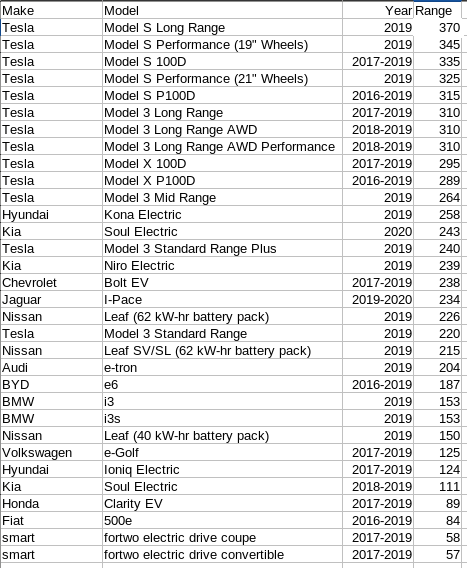 Make Model Year Range
Tesla Model S Long Range 2019 370
Tesla Model S Performance (19" Wheels) 2019 345
Tesla Model S 100D 2017-2019 335
Tesla Model S Performance (21" Wheels) 2019 325
Tesla Model S P100D 2016-2019 315
Tesla Model 3 Long Range 2017-2019 310
Tesla Model 3 Long Range AWD 2018-2019 310
Tesla Model 3 Long Range AWD Performance 2018-2019 310
Tesla Model X 100D 2017-2019 295
Tesla Model X P100D 2016-2019 289
Tesla Model 3 Mid Range 2019 264
Hyundai Kona Electric 2019 258
Kia Soul Electric 2020 243
Tesla Model 3 Standard Range Plus 2019 240
Kia Niro Electric 2019 239
Chevrolet Bolt EV 2017-2019 238
Jaguar I-Pace 2019-2020 234
Nissan Leaf (62 kW-hr battery pack) 2019 226
Tesla Model 3 Standard Range 2019 220
Nissan Leaf SV/SL (62 kW-hr battery pack) 2019 215
Audi e-tron 2019 204
BYD e6 2016-2019 187
BMW i3 2019 153
BMW i3s 2019 153
Nissan Leaf (40 kW-hr battery pack) 2019 150
Volkswagen e-Golf 2017-2019 125
Hyundai Ioniq Electric 2017-2019 124
Kia Soul Electric 2018-2019 111
Honda Clarity EV 2017-2019 89
Fiat 500e 2016-2019 84
smart fortwo electric drive coupe 2017-2019 58
smart fortwo electric drive convertible 2017-2019 57